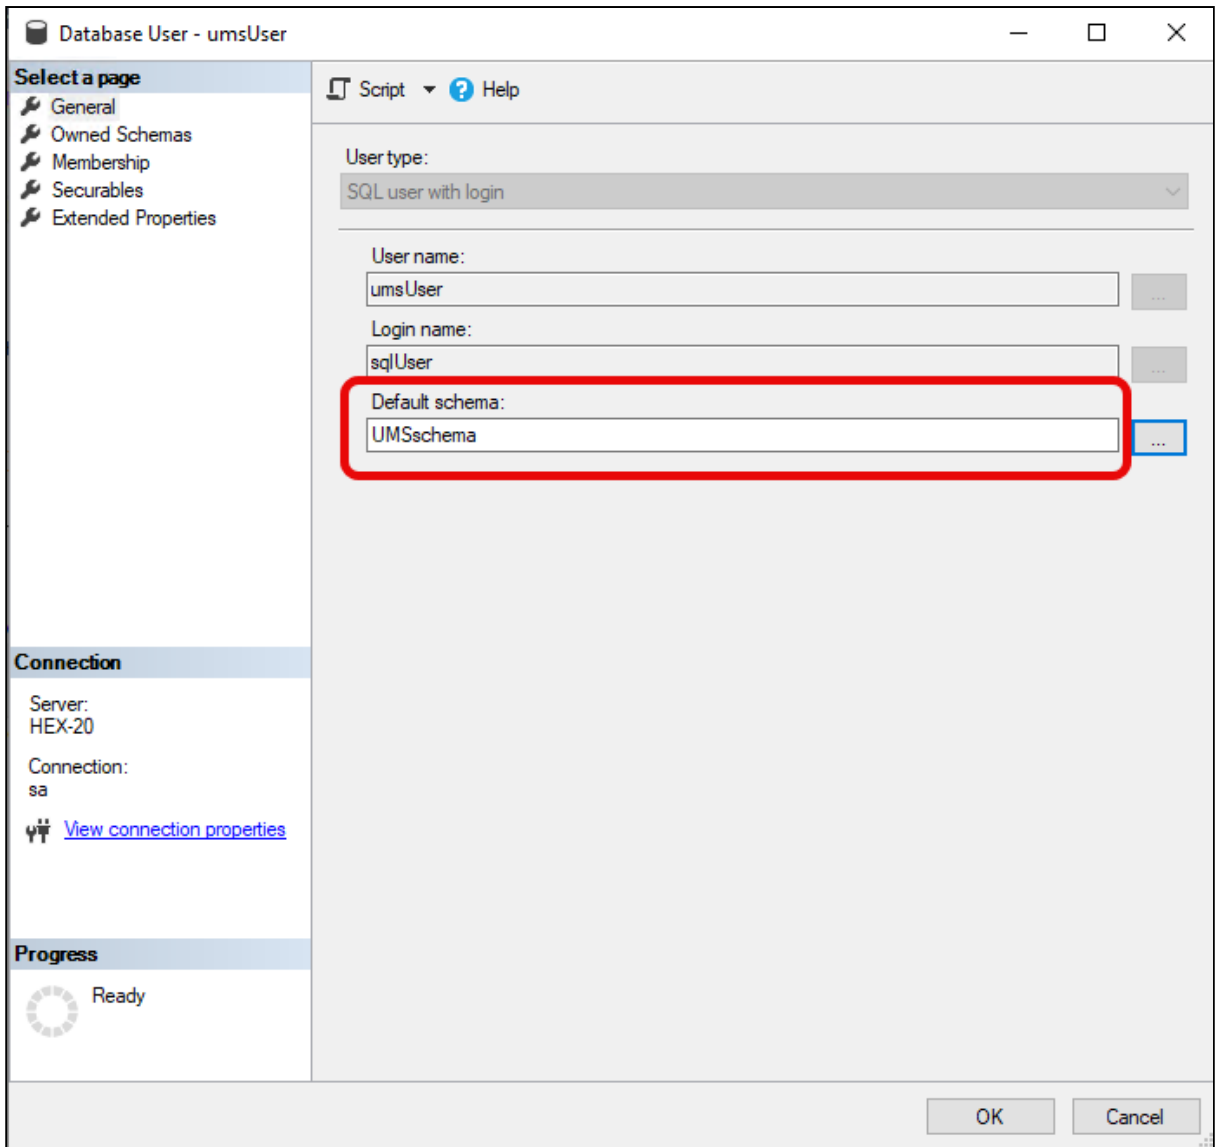 Database User - umsUser
Select a page
General
Owned Schemas
Membership
Securables
Extended Properties
Script
Help
User type:
SQL user with login
User name:
umsUser
...
Login name:
sqlUser
...
Default schema:
UMSschema
...
Connection
Server:
HEX-20
Connection:
sa
View connection properties
Progress
Ready
OK
Cancel